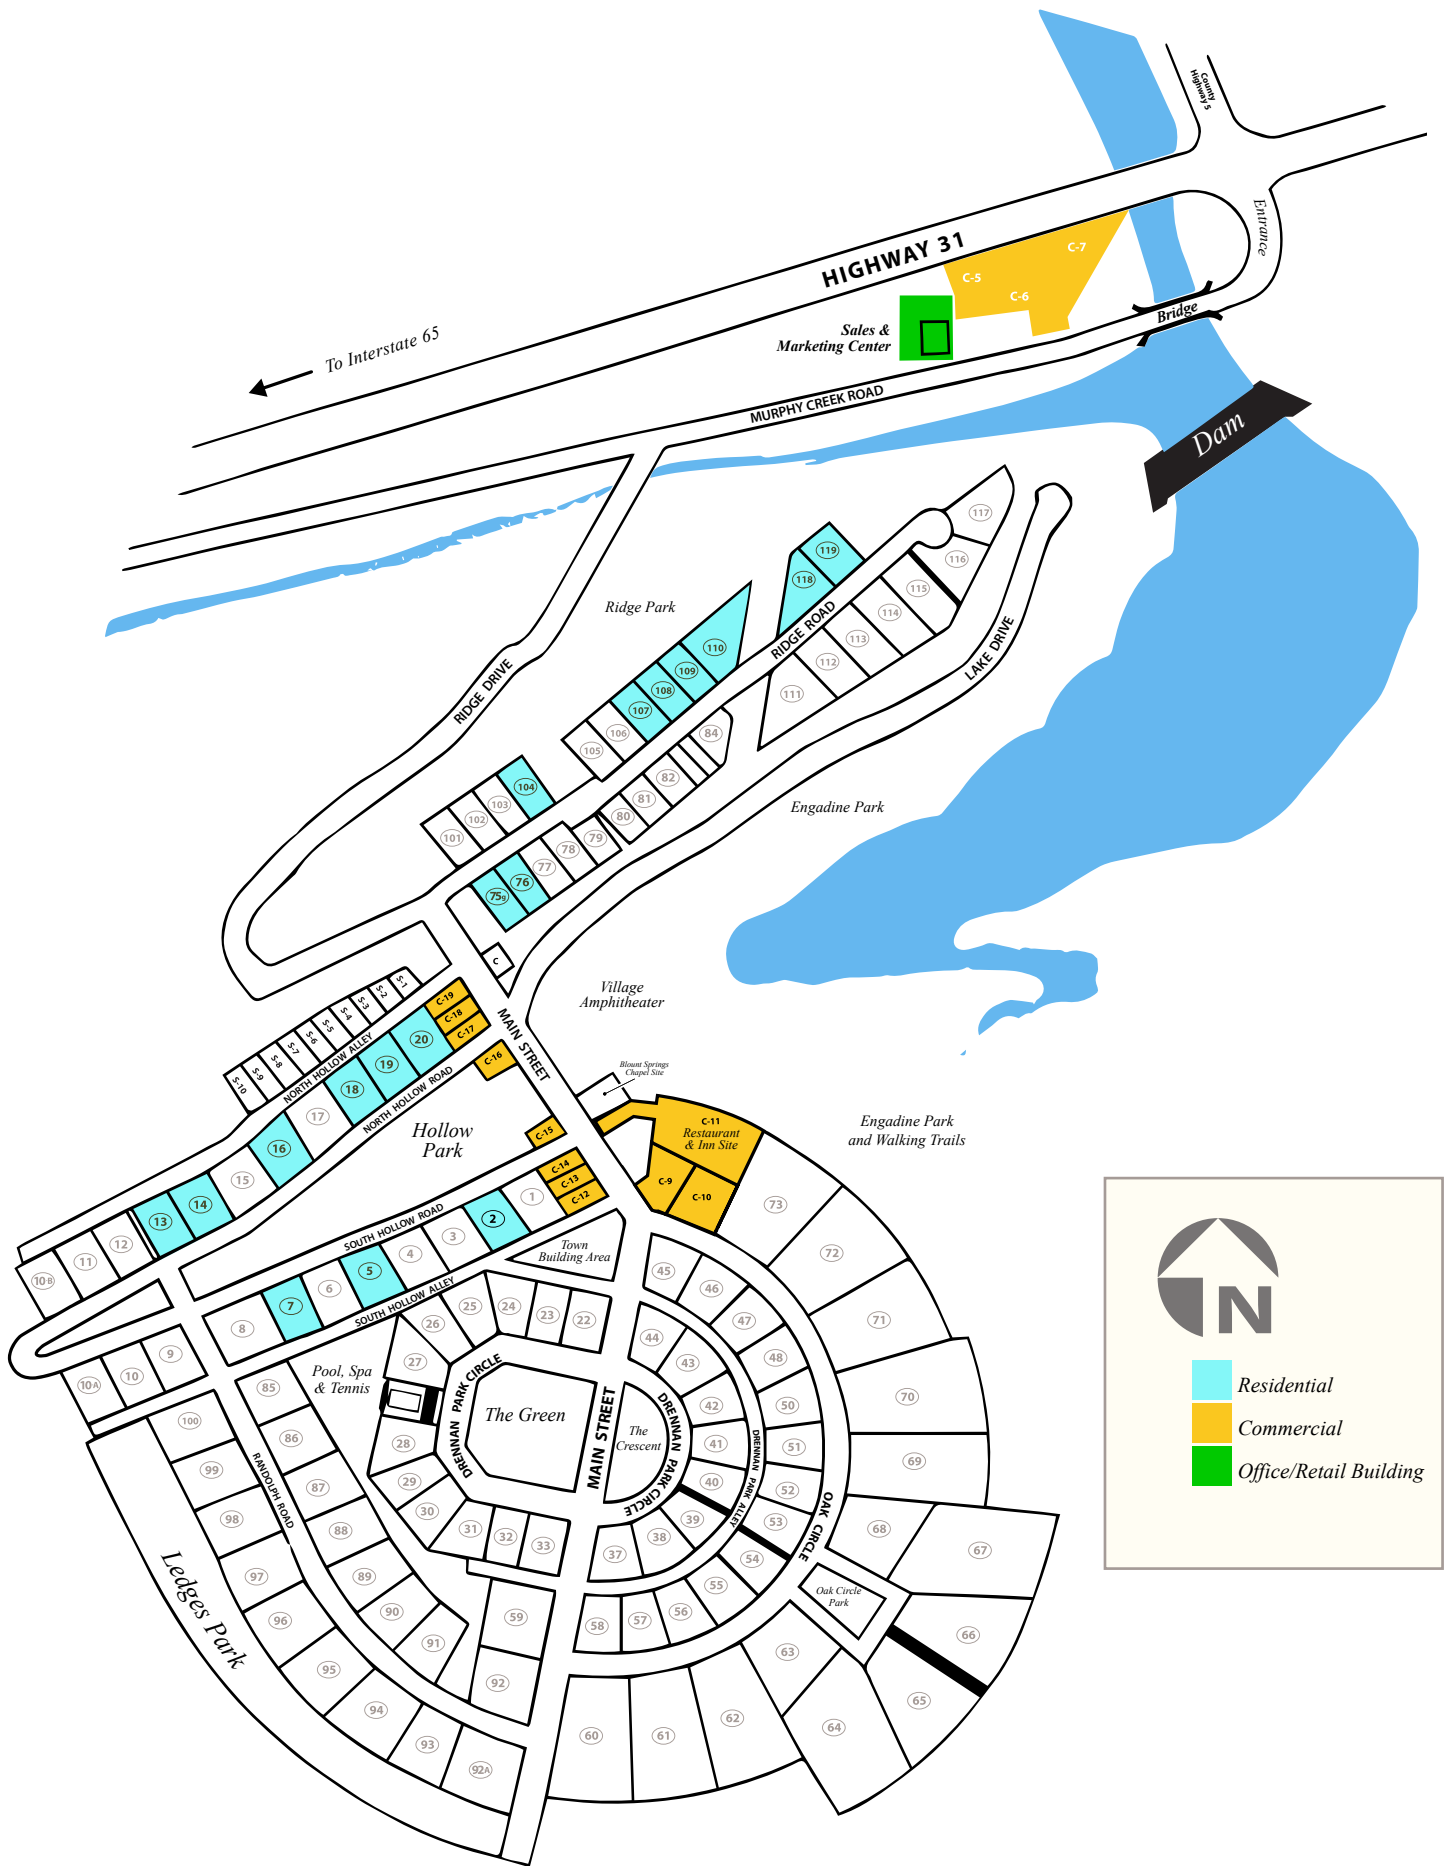 County
Highway 5
Entrance
HIGHWAY 31
C-7
C-5
C-6
Bridge
Sales &
Marketing Center
To Interstate 65
MURPHY CREEK ROAD
Dam
117
116
119
118
115
114
113
112
111
RIDGE ROAD
LAKE DRIVE
Ridge Park
110
109
108
107
106
105
RIDGE DRIVE
84
82
81
80
79
78
77
76
75g
104
103
102
101
Engadine Park
C
Village
Amphitheater
MAIN STREET
S-1
S-2
S-3
S-4
S-5
S-6
S-7
S-8
S-9
S-10
NORTH HOLLOW ALLEY
C-19
C-18
C-17
C-16
20
19
18
17
16
15
14
13
12
11
10B
NORTH HOLLOW ROAD
Hollow
Park
Blount Springs
Chapel Site
C-11
Restaurant
& Inn Site
C-9
C-10
Engadine Park
and Walking Trails
C-15
C-14
C-13
C-12
1
2
3
4
5
6
7
8
SOUTH HOLLOW ROAD
SOUTH HOLLOW ALLEY
Town
Building Area
9
10
10A
73
72
71
70
69
68
67
66
65
64
63
62
61
60
45
46
47
48
50
51
52
53
54
55
56
57
58
44
43
42
41
40
39
38
37
22
23
24
25
26
27
28
29
30
31
32
33
Pool, Spa
& Tennis
The Green
The
Crescent
MAIN STREET
DRENNAN PARK CIRCLE
DRENNAN PARK CIRCLE
DRENNAN PARK ALLEY
OAK CIRCLE
Oak Circle
Park
85
86
87
88
89
90
91
59
92
100
99
98
97
96
95
94
93
92A
RANDOLPH ROAD
Ledges Park
N
Residential
Commercial
Office/Retail Building